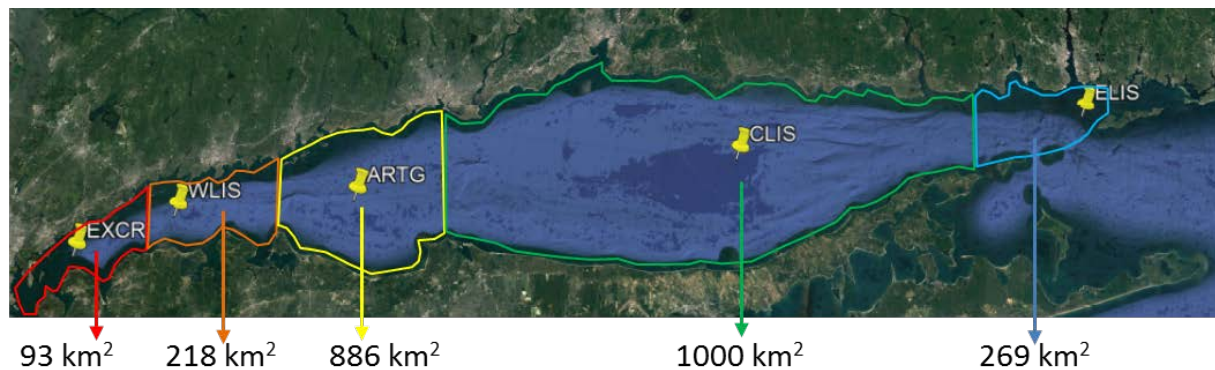 EXCR
WLIS
ARTG
CLIS
ELIS
93 km²
218 km²
886 km²
1000 km²
269 km²